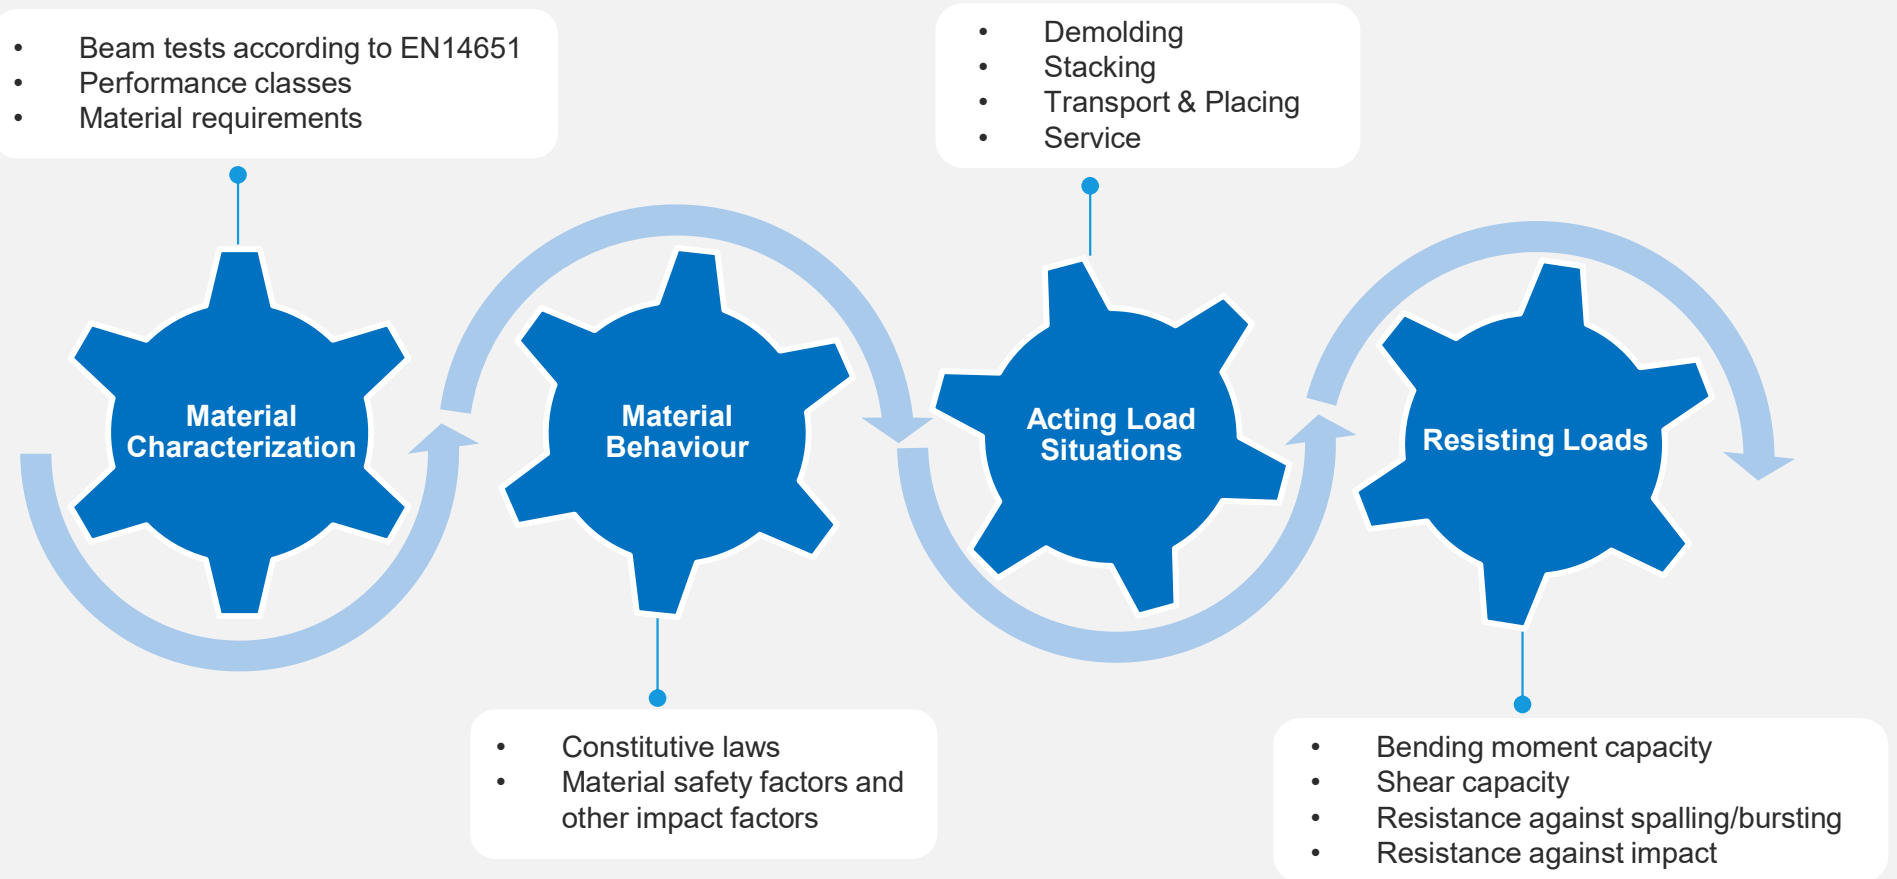 • Beam tests according to EN14651
• Performance classes
• Material requirements
• Demolding
• Stacking
• Transport & Placing
• Service
Material
Characterization
Material
Behaviour
Acting Load
Situations
Resisting Loads
• Constitutive laws
• Material safety factors and
other impact factors
• Bending moment capacity
• Shear capacity
• Resistance against spalling/bursting
• Resistance against impact